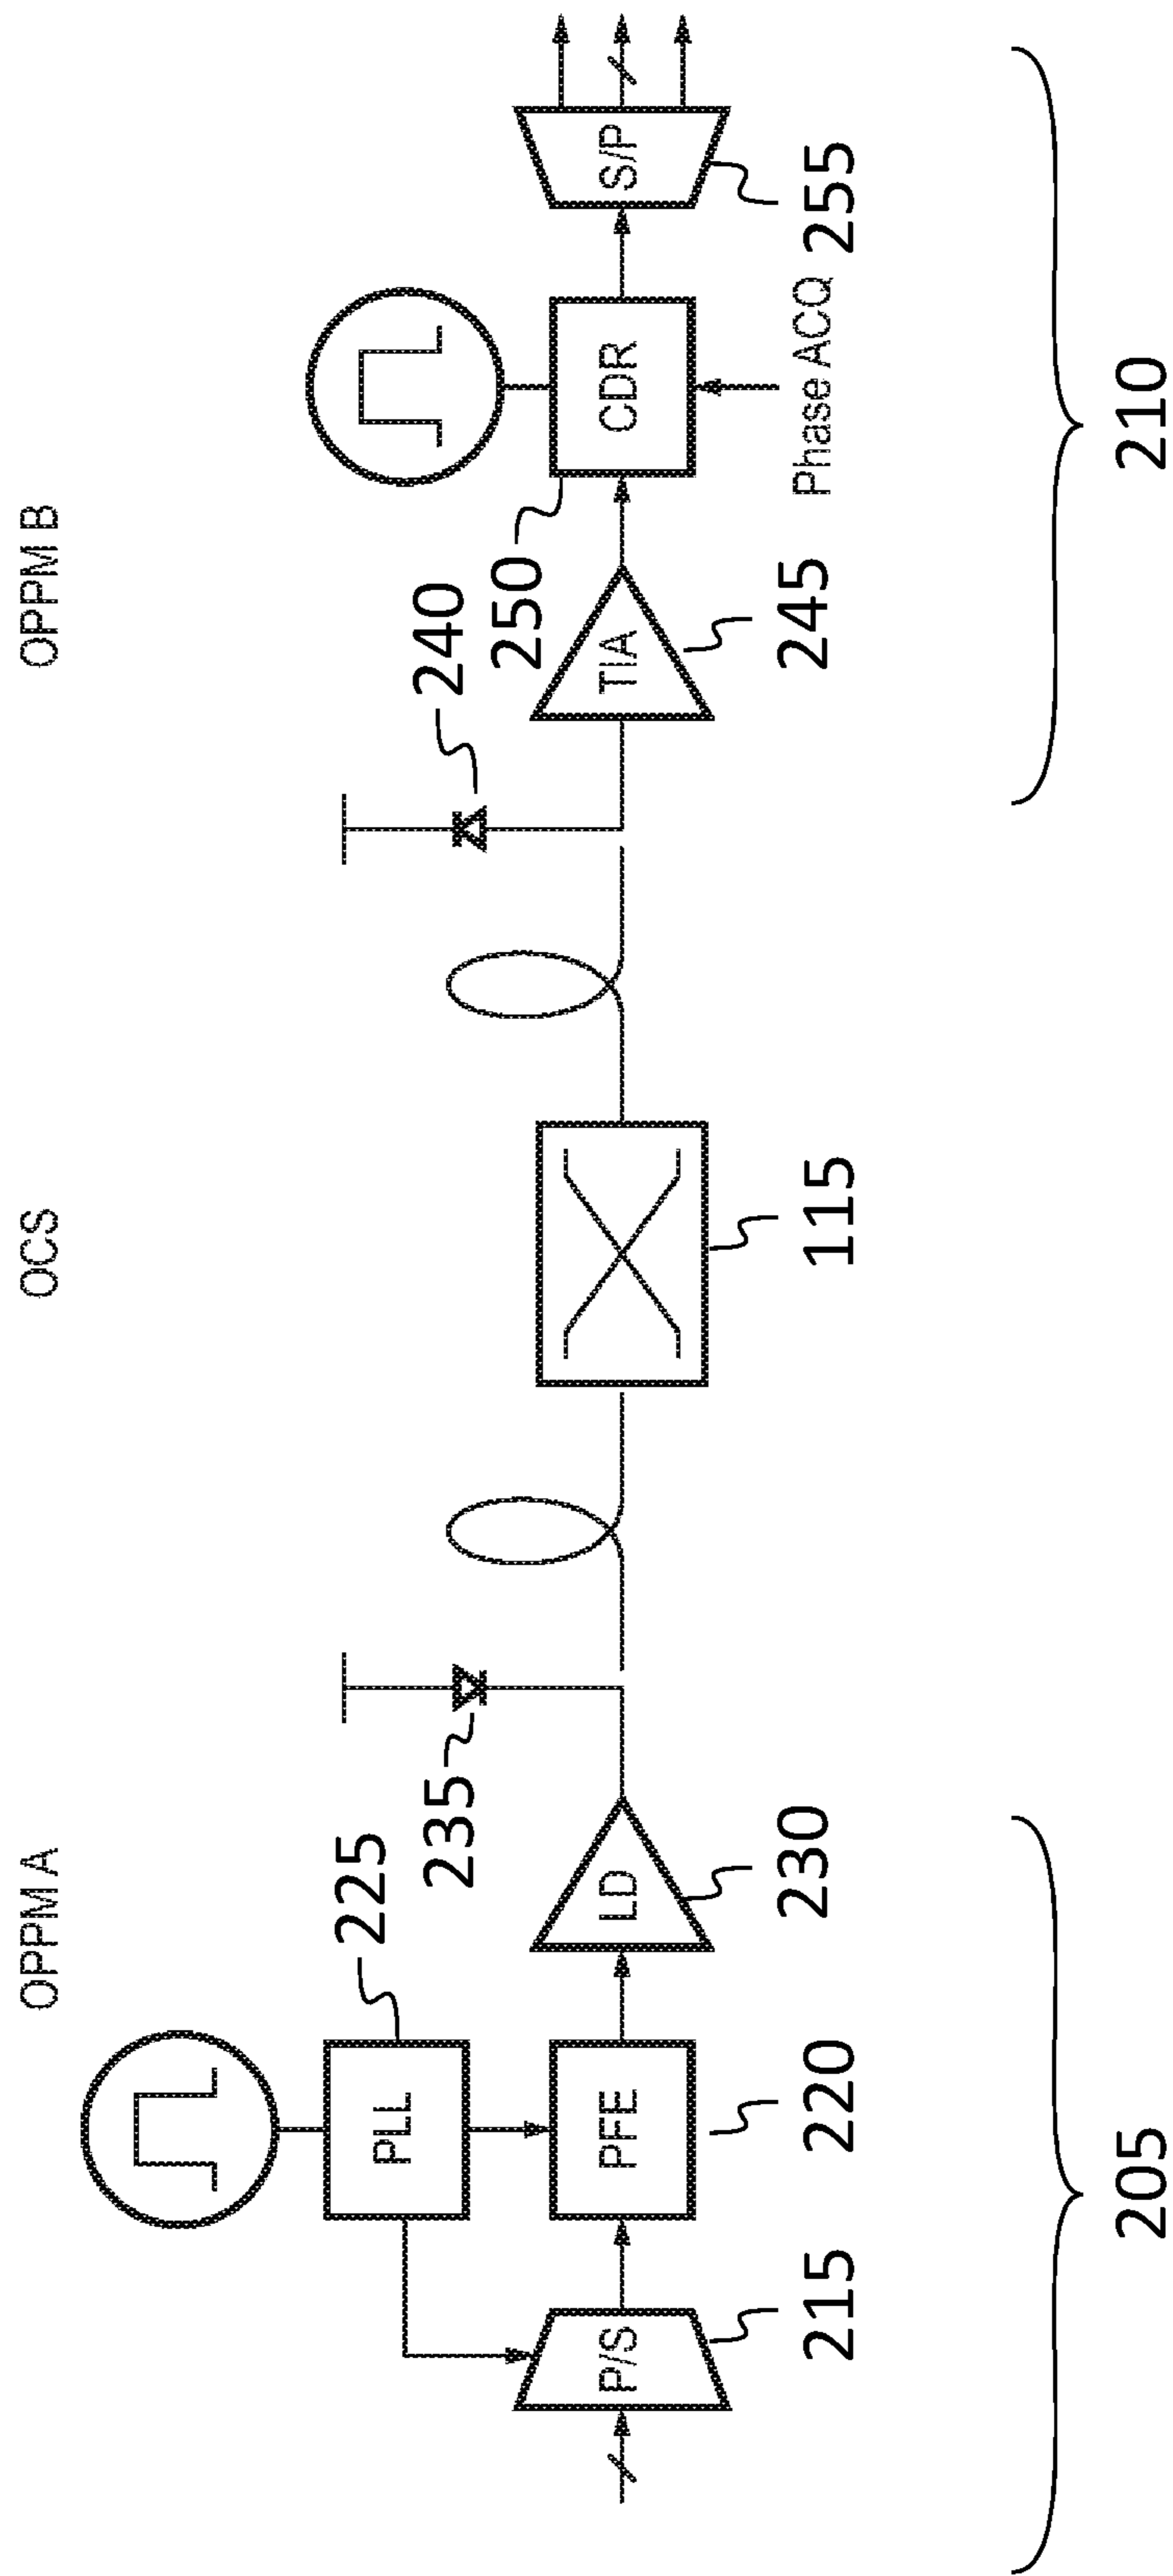 OPPM A
OCS
OPPM B
PLL
225
235
240
250
P/S
PFE
LD
TIA
CDR
S/P
215
220
230
115
245
Phase ACQ
255
205
210